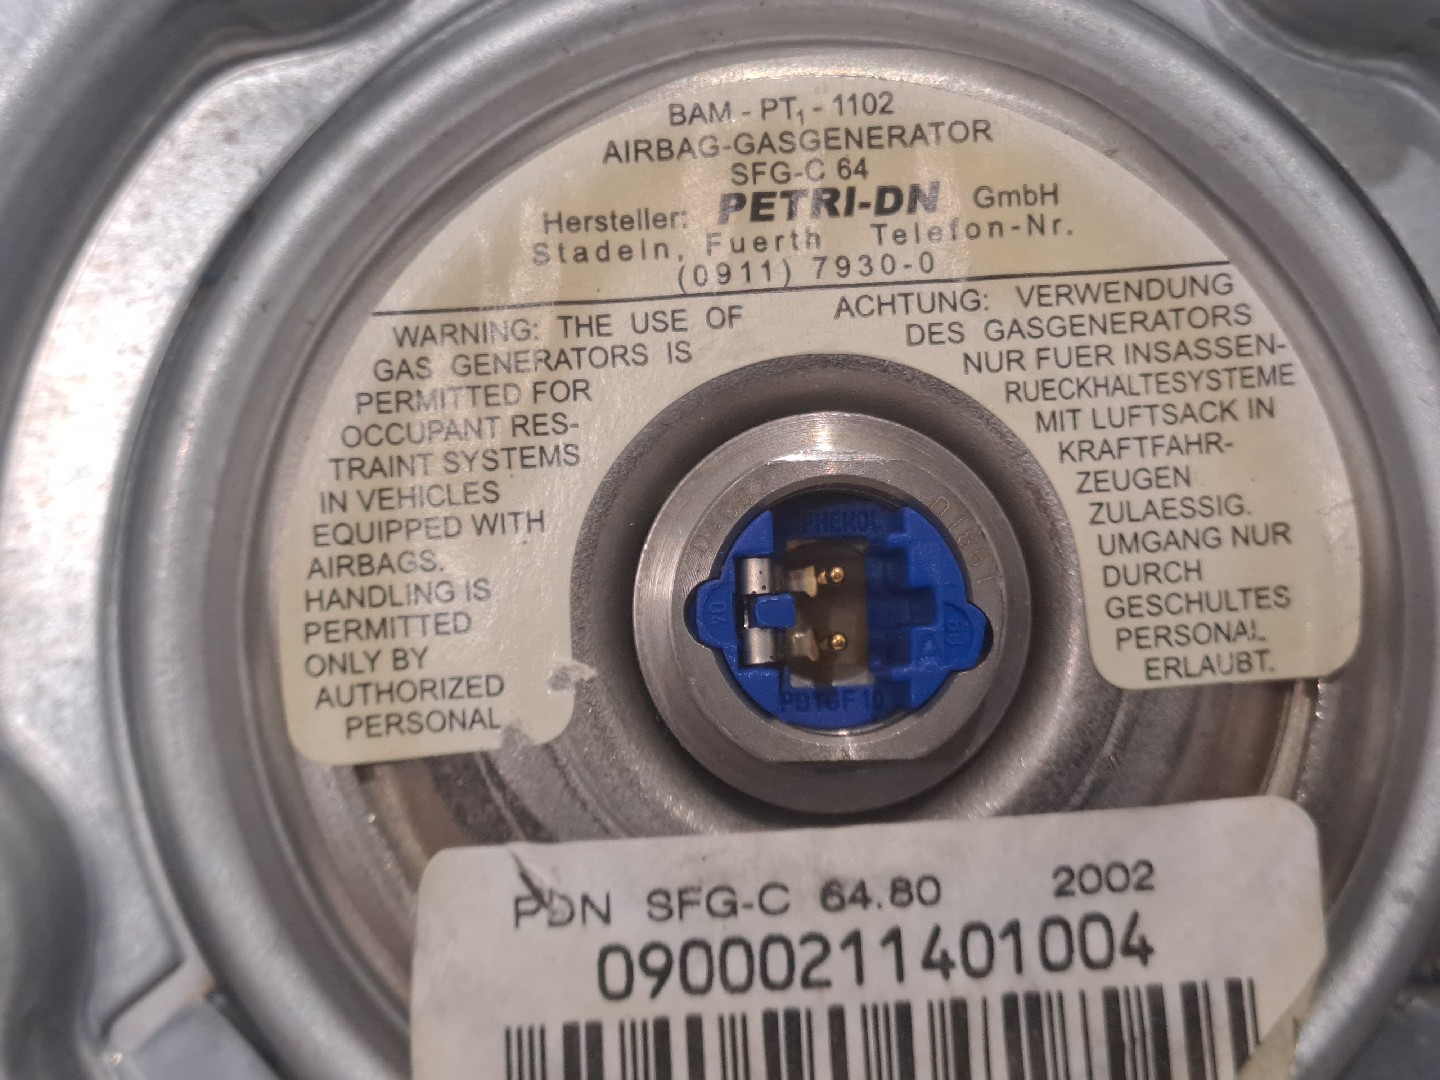 BAM - PT1 - 1102
AIRBAG-GASGENERATOR
SFG-C 64
Hersteller: PETRI-DN GmbH
Stadeln, Fuerth Telefon-Nr.
(0911) 7930-0
WARNING: THE USE OF
GAS GENERATORS IS
PERMITTED FOR
OCCUPANT RES-
TRAINT SYSTEMS
IN VEHICLES
EQUIPPED WITH
AIRBAGS.
HANDLING IS
PERMITTED
ONLY BY
AUTHORIZED
PERSONAL
ACHTUNG: VERWENDUNG
DES GASGENERATORS
NUR FUER INSASSEN-
RUECKHALTESYSTEME
MIT LUFTSACK IN
KRAFTFAHR-
ZEUGEN
ZULAESSIG.
UMGANG NUR
DURCH
GESCHULTES
PERSONAL
ERLAUBT.
04
PDN SFG-C 64.80 2002
09000211401004